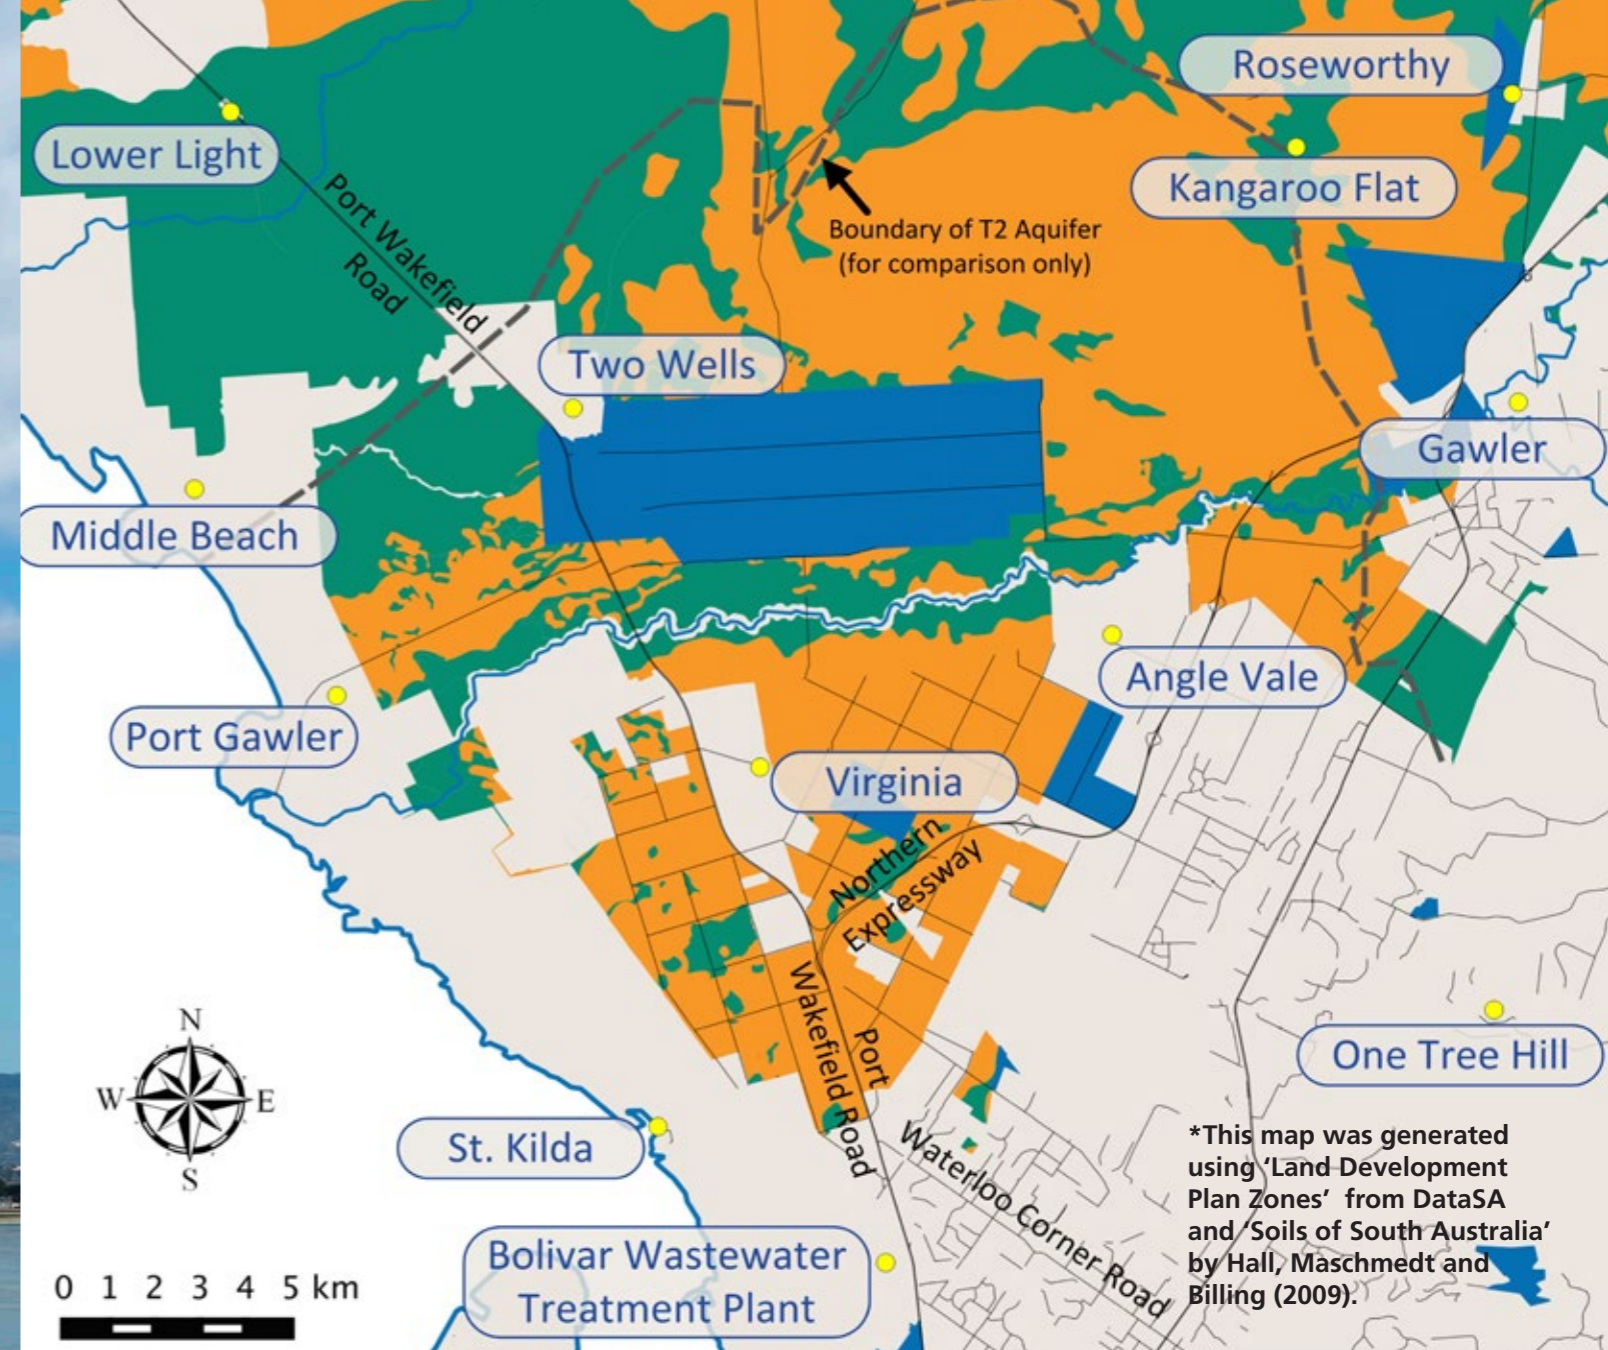 Roseworthy
Lower Light
Kangaroo Flat
Port Wakefield
Road
Boundary of T2 Aquifer
(for comparison only)
Two Wells
Gawler
Middle Beach
Angle Vale
Port Gawler
Virginia
Northern
Expressway
Wakefield Road
Port
N
W
E
S
One Tree Hill
St. Kilda
Waterloo Corner Road
*This map was generated
using ‘Land Development
Plan Zones’ from DataSA
and ‘Soils of South Australia’
by Hall, Maschmedt and
Billing (2009).
Bolivar Wastewater
Treatment Plant
0 1 2 3 4 5 km